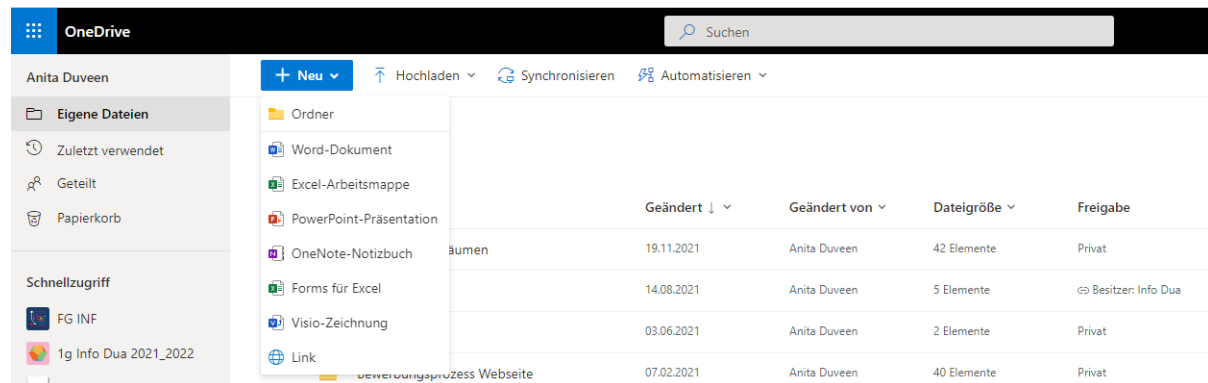 OneDrive
Suchen
Anita Duveen
Neu
Hochladen
Synchronisieren
Automatisieren
Eigene Dateien
Zuletzt verwendet
Geteilt
Papierkorb
Schnellzugriff
FG INF
1g Info Dua 2021_2022
Ordner
Word-Dokument
Excel-Arbeitsmappe
PowerPoint-Präsentation
OneNote-Notizbuch
Forms für Excel
Visio-Zeichnung
Link
Geändert Geändert von Dateigröße Freigabe
äumen 19.11.2021 Anita Duveen 42 Elemente Privat
14.08.2021 Anita Duveen 5 Elemente Besitzer: Info Dua
03.06.2021 Anita Duveen 2 Elemente Privat
Bewerbungsprozess Webseite 07.02.2021 Anita Duveen 40 Elemente Privat